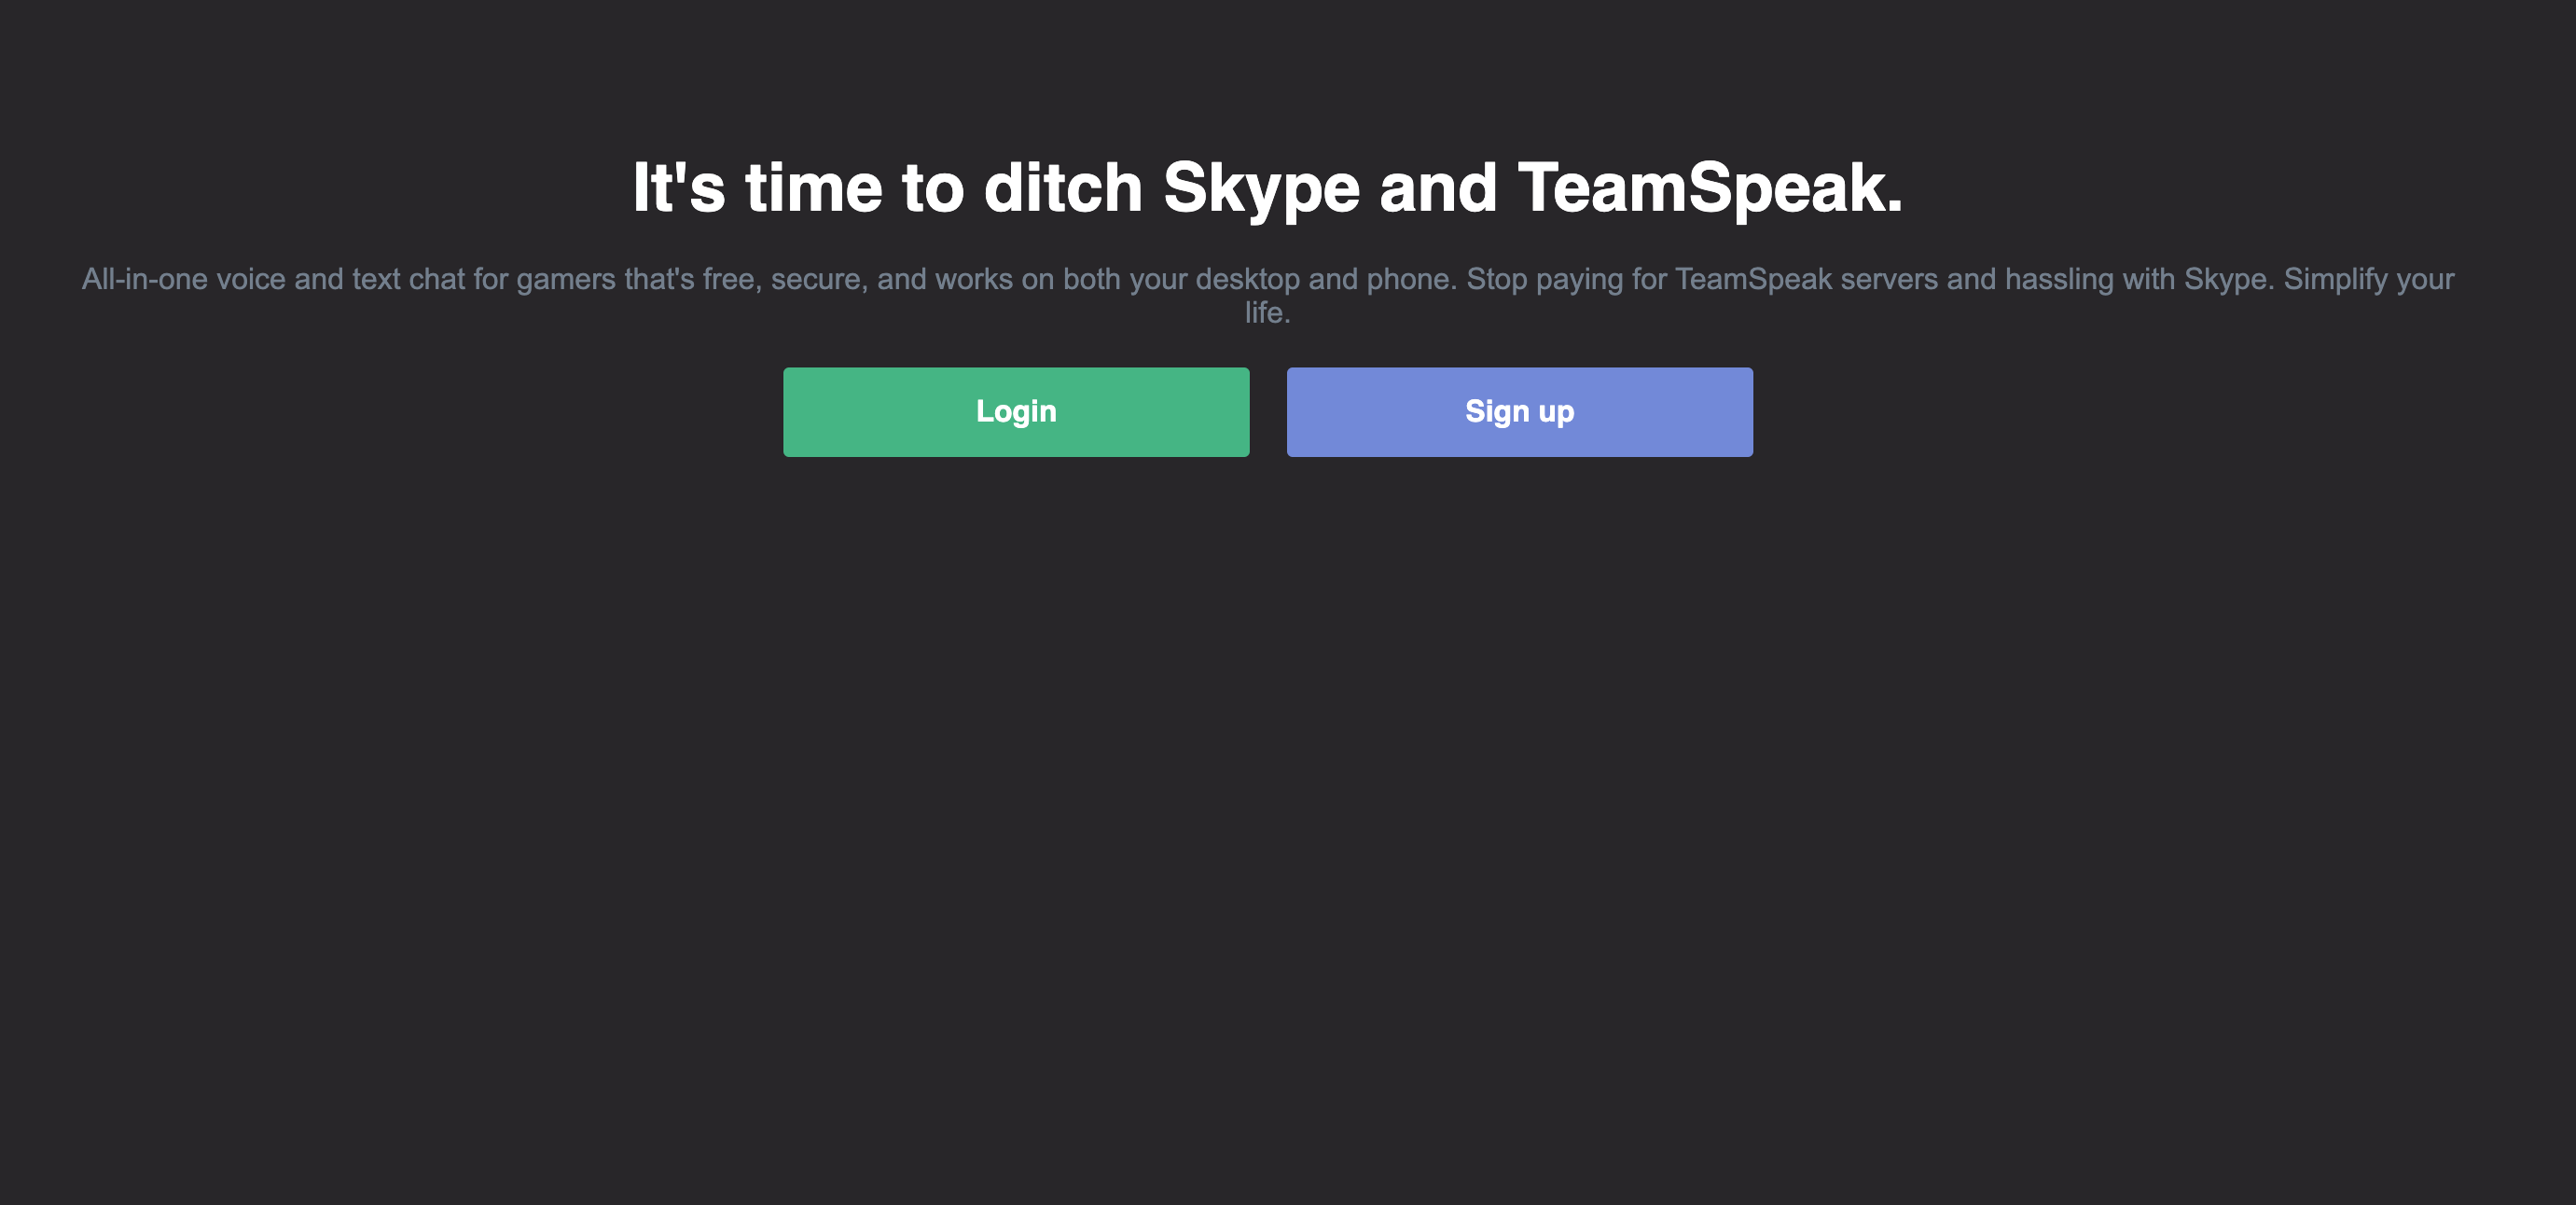 It's time to ditch Skype and TeamSpeak.
All-in-one voice and text chat for gamers that's free, secure, and works on both your desktop and phone. Stop paying for TeamSpeak servers and hassling with Skype. Simplify your
life.
Login
Sign up